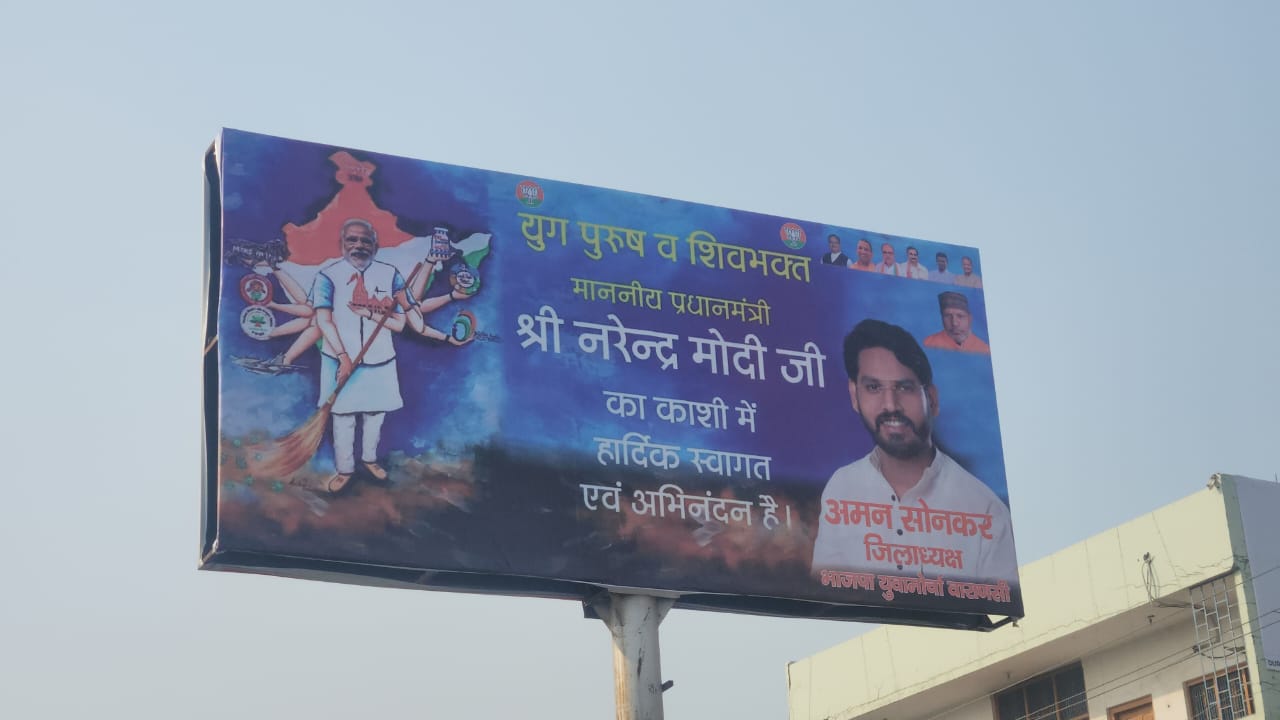 युग पुरुष व शिवभक्त
माननीय प्रधानमंत्री
श्री नरेन्द्र मोदी जी
का काशी में
हार्दिक स्वागत
एवं अभिनंदन है।
अमन सोनकर
जिलाध्यक्ष
भाजपा युवामोर्चा वाराणसी